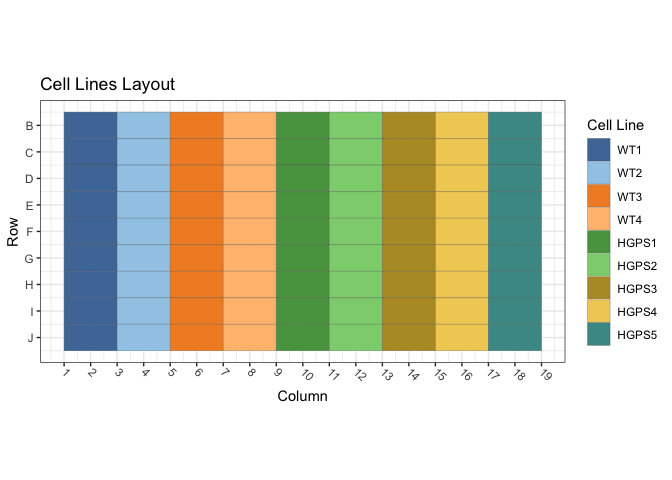 Cell Lines Layout
Row
B
C
D
E
F
G
H
I
J
1 2 3 4 5 6 7 8 9 10 11 12 13 14 15 16 17 18 19
Column
Cell Line
WT1
WT2
WT3
WT4
HGPS1
HGPS2
HGPS3
HGPS4
HGPS5